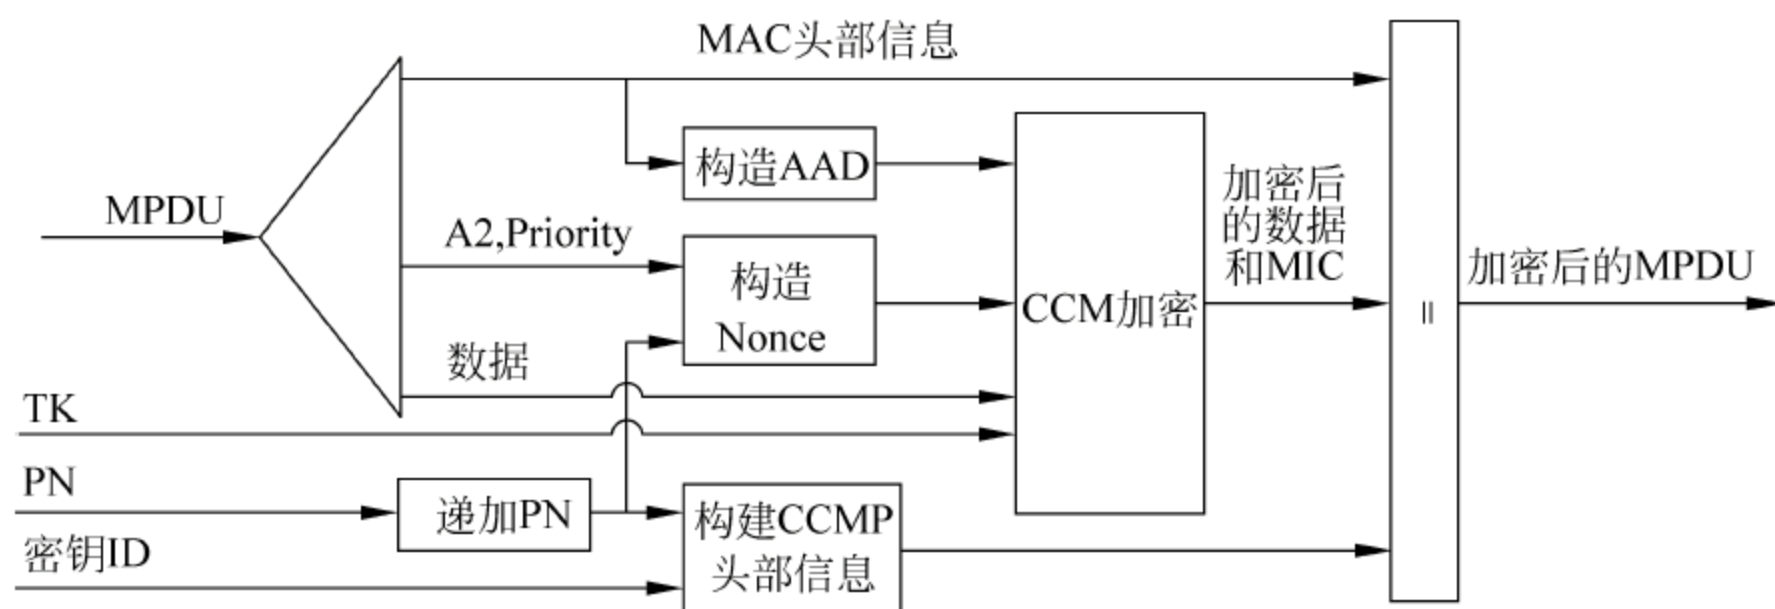 MAC头部信息
构造AAD
MPDU
A2,Priority
构造
Nonce
数据
TK
PN
递加PN
密钥ID
构建CCMP
头部信息
CCM加密
加密后
的数据
和MIC
=
加密后的MPDU